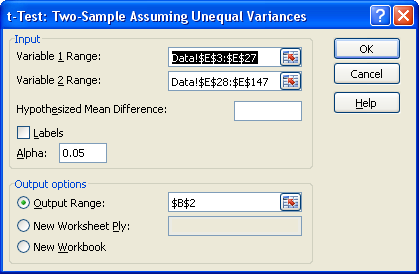 t-Test: Two-Sample Assuming Unequal Variances
Input
Variable 1 Range: Data!$E$3:$E$27
Variable 2 Range: Data!$E$28:$E$147
Hypothesized Mean Difference:
Labels
Alpha: 0.05
Output options
Output Range: $B$2
New Worksheet Ply:
New Workbook
OK
Cancel
Help